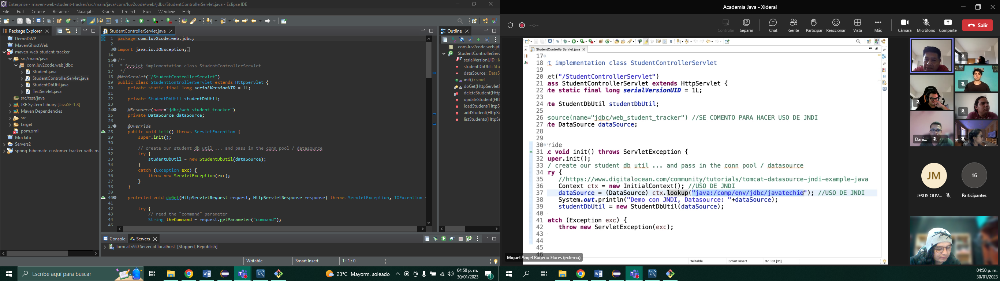 Enterprise - maven-web-student-tracker/src/main/java/com/luv2code/web/jdbc/StudentControllerServlet.java - Eclipse IDE
File Edit Source Refactor Navigate Search Project Run Window Help
Package Explorer
DemoDWP
MavenGhostWeb
maven-web-student-tracker
src/main/java
com.luv2code.web.jdbc
Student.java
StudentControllerServlet.java
StudentDbUtil.java
TestServlet.java
src/test/java
JRE System Library [JavaSE-1.8]
Maven Dependencies
src
target
pom.xml
Mockito
Servers2
spring-hibernate-customer-tracker-with-m
StudentControllerServlet.java
1 package com.luv2code.web.jdbc;
2
3 import java.io.IOException;
14
15 /**
16 * Servlet implementation class StudentControllerServlet
17 */
18 @WebServlet("/StudentControllerServlet")
19 public class StudentControllerServlet extends HttpServlet {
20 private static final long serialVersionUID = 1L;
21
22 private StudentDbUtil studentDbUtil;
23
24 @Resource(name="jdbc/web_student_tracker")
25 private DataSource dataSource;
26
27 @Override
28 public void init() throws ServletException {
29 super.init();
30
31 // create our student db util ... and pass in the conn pool / datasource
32 try {
33 studentDbUtil = new StudentDbUtil(dataSource);
34 }
35 catch (Exception exc) {
36 throw new ServletException(exc);
37 }
38 }
39
40 protected void doGet(HttpServletRequest request, HttpServletResponse response) throws ServletException, IOException
41
42 try {
43 // read the "command" parameter
44 String theCommand = request.getParameter("command");
45
Outline
com.luv2code.web.jd
StudentControllerServ
serialVersionUID : l
studentDbUtil : Stu
dataSource : DataS
init() : void
doGet(HttpServletR
deleteStudent(Http
updateStudent(Htt
loadStudent(HttpS
addStudent(HttpSe
listStudents(HttpSe
Console Servers
Tomcat v9.0 Server at localhost [Stopped, Republish]
Writable Smart Insert 1 : 1 : 0
Escribe aquí para buscar
23°C Mayorm. soleado
04:50 p. m.
30/01/2023
1
Academia Java - Xideral
--:--
Controlar Separar Chat Gente Participar Reaccionar Vista Más Cámara Micrófono Comparte Salir
StudentControllerServlet.java
17
18 et implementation class StudentControllerServlet
19
20 let("/StudentControllerServlet")
21 ass StudentControllerServlet extends HttpServlet {
22 te static final long serialVersionUID = 1L;
23
24 te StudentDbUtil studentDbUtil;
25
26 source(name="jdbc/web_student_tracker") //SE COMENTO PARA HACER USO DE JNDI
27 te DataSource dataSource;
28
29
30 ride
31 c void init() throws ServletException {
32 uper.init();
33 / create our student db util ... and pass in the conn pool / datasource
34 ry {
35 //https://www.digitalocean.com/community/tutorials/tomcat-datasource-jndi-example-java
36 Context ctx = new InitialContext(); //USO DE JNDI
37 dataSource = (DataSource) ctx.lookup("java:/comp/env/jdbc/javatechie"); //USO DE JNDI
38 System.out.println("Demo con JNDI, Datasource: "+dataSource);
39 studentDbUtil = new StudentDbUtil(dataSource);
40
41 atch (Exception exc) {
42 throw new ServletException(exc);
43
44
45
46
Miguel Ángel Rugerio Flores (externo)
Writable Smart Insert 37 : 81 [31]
Dani...
JM
JESUS OLIV...
16
Participantes
04:50 p. m.
30/01/2023